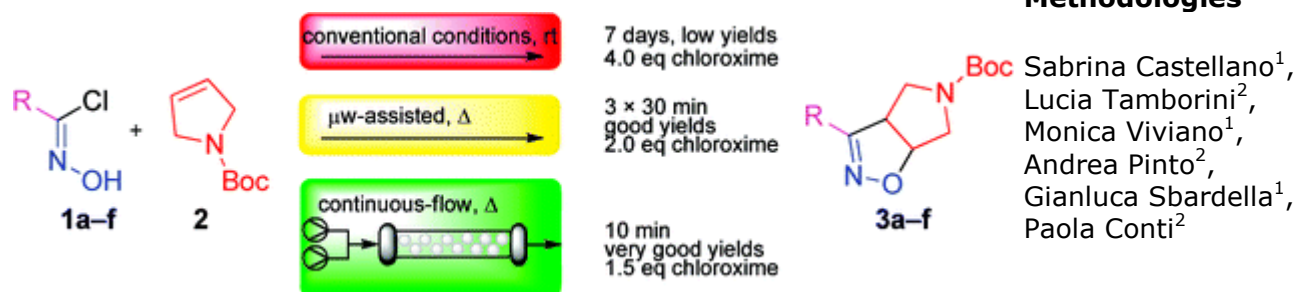 Methodologies
conventional conditions, rt
7 days, low yields
4.0 eq chloroxime
μw-assisted, Δ
3 × 30 min
good yields
2.0 eq chloroxime
continuous-flow, Δ
10 min
very good yields
1.5 eq chloroxime
R
Cl
N
OH
1a–f
+
N
Boc
2
R
N
O
N
Boc
3a–f
Sabrina Castellano¹,
Lucia Tamborini²,
Monica Viviano¹,
Andrea Pinto²,
Gianluca Sbardella¹,
Paola Conti²